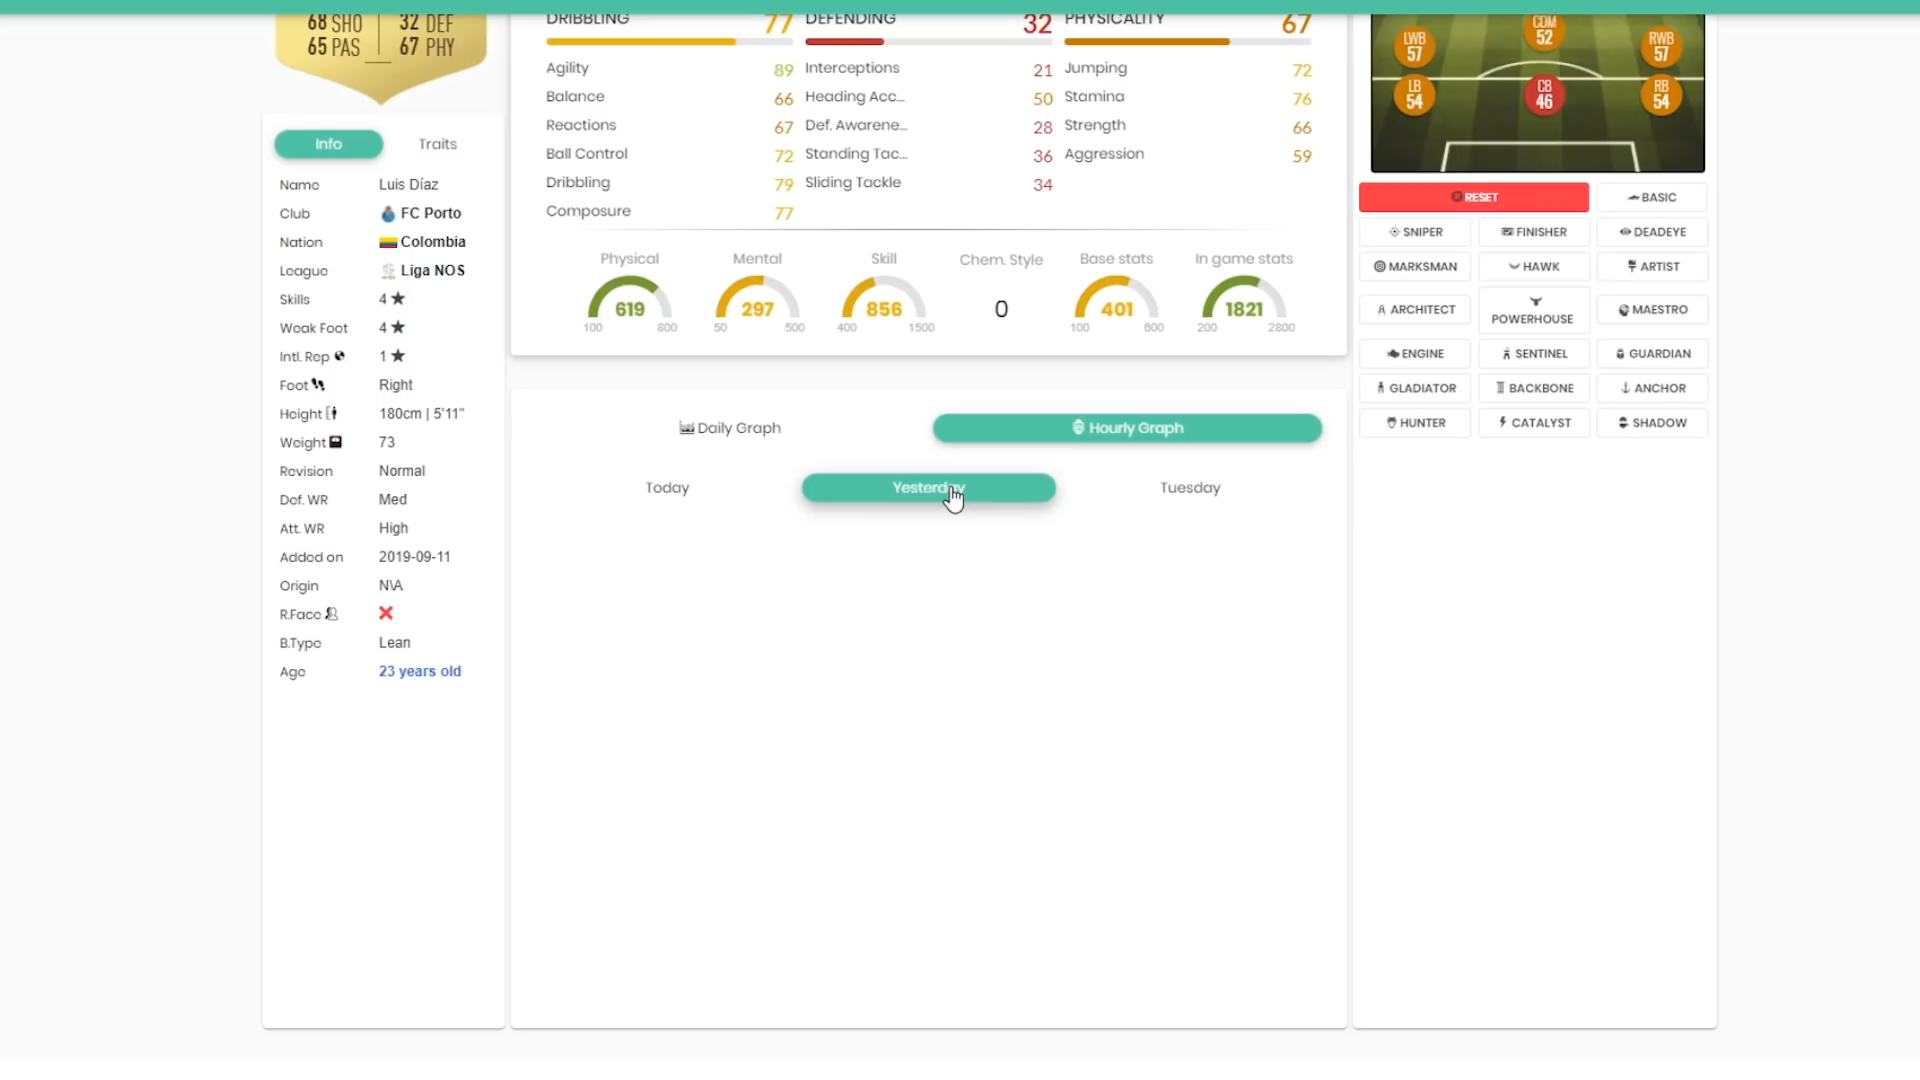 68 SHO 32 DEF
65 PAS 67 PHY
Info Traits
Name Luis Díaz
Club FC Porto
Nation Colombia
League Liga NOS
Skills 4 ★
Weak Foot 4 ★
Intl. Rep 1 ★
Foot Right
Height 180cm | 5'11"
Weight 73
Revision Normal
Def. WR Med
Att. WR High
Added on 2019-09-11
Origin N\A
R.Face
B.Type Lean
Age 23 years old
DRIBBLING 77 DEFENDING 32 PHYSICALITY 67
Agility 89 Interceptions 21 Jumping 72
Balance 66 Heading Acc... 50 Stamina 76
Reactions 67 Def. Awarene... 28 Strength 66
Ball Control 72 Standing Tac... 36 Aggression 59
Dribbling 79 Sliding Tackle 34
Composure 77
Physical Mental Skill Chem. Style Base stats In game stats
619 297 856 0 401 1821
100 800 50 500 400 1500 100 600 200 2800
Daily Graph Hourly Graph
Today Yesterday Tuesday
LWB CDM RWB
57 52 57
LB CB RB
54 46 54
RESET BASIC
SNIPER FINISHER DEADEYE
MARKSMAN HAWK ARTIST
ARCHITECT POWERHOUSE MAESTRO
ENGINE SENTINEL GUARDIAN
GLADIATOR BACKBONE ANCHOR
HUNTER CATALYST SHADOW